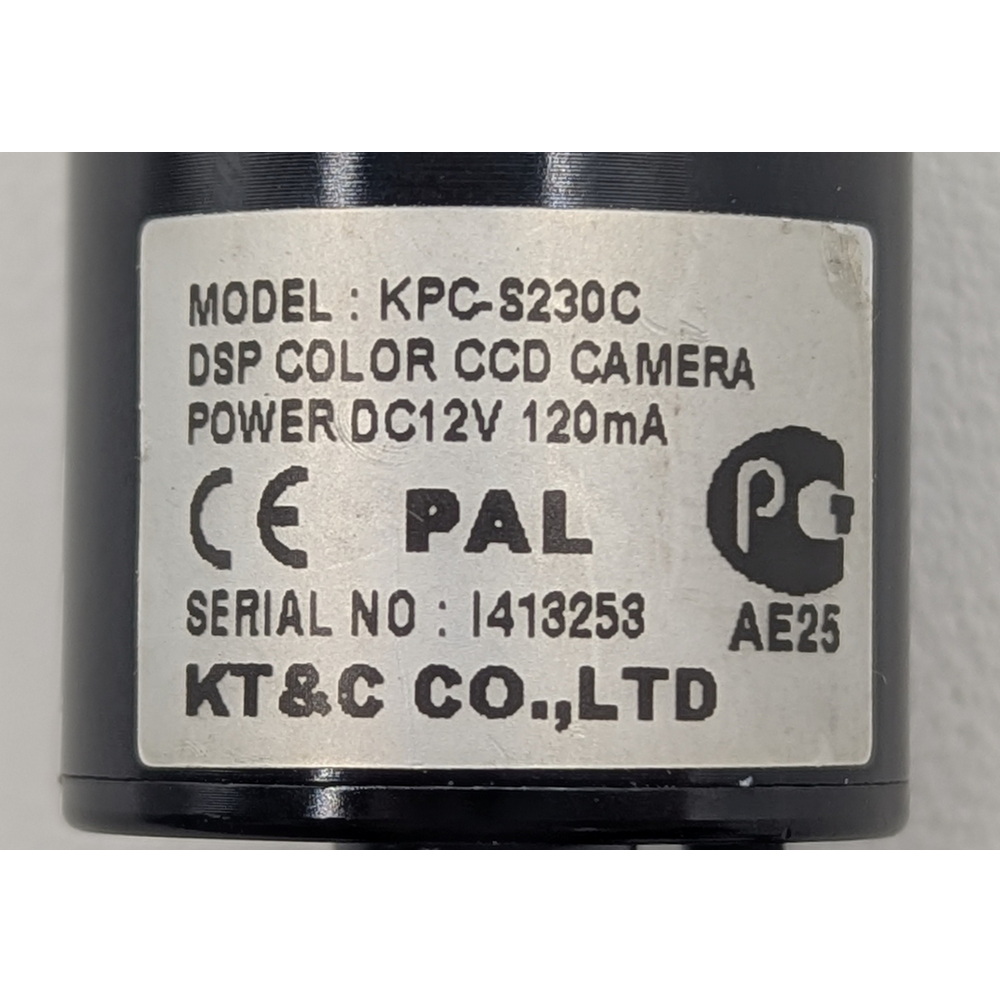 MODEL : KPC-S230C
DSP COLOR CCD CAMERA
POWER DC12V 120mA
CE PAL
PG
SERIAL NO : I413253
AE25
KT&C CO.,LTD